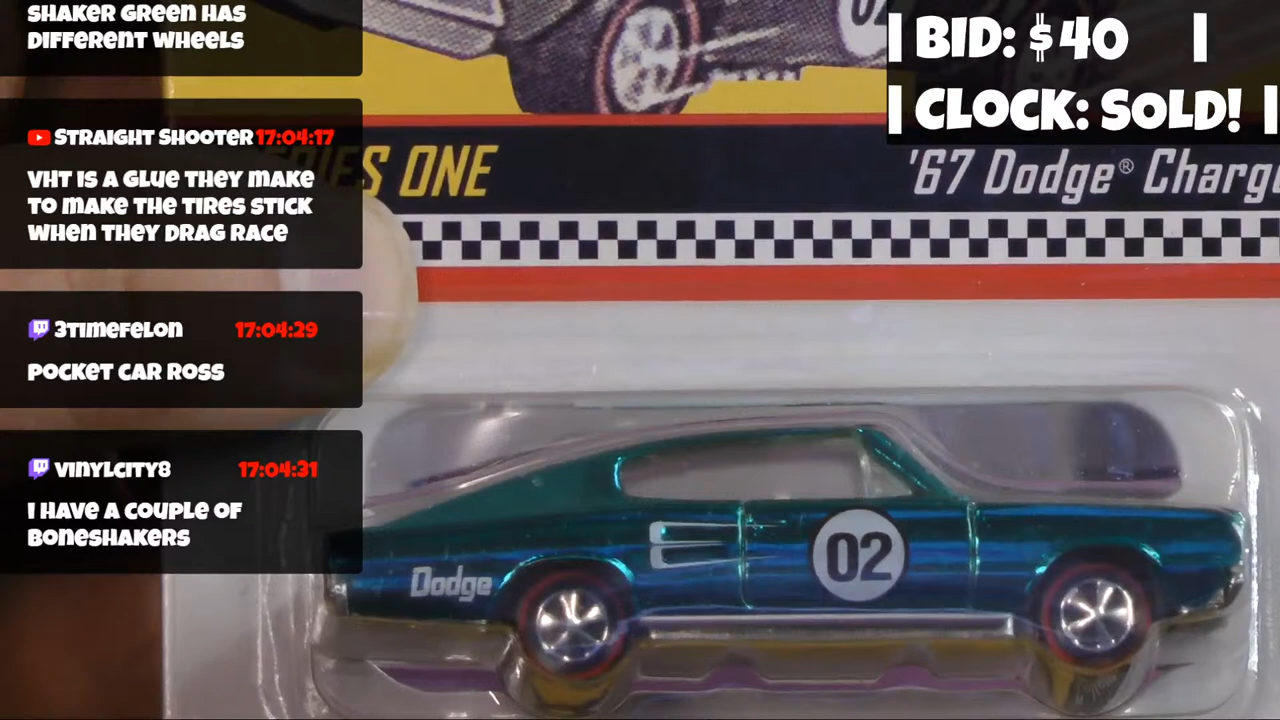 SHAKER GREEN HAS
DIFFERENT WHEELS
STRAIGHT SHOOTER 17:04:17
VHT IS A GLUE THEY MAKE
TO MAKE THE TIRES STICK
WHEN THEY DRAG RACE
3TIMEFELON 17:04:29
POCKET CAR ROSS
VINYLCITY8 17:04:31
I HAVE A COUPLE OF
BONESHAKERS
| BID: $40 |
| CLOCK: SOLD! |
ONE
'67 Dodge®
Dodge
02